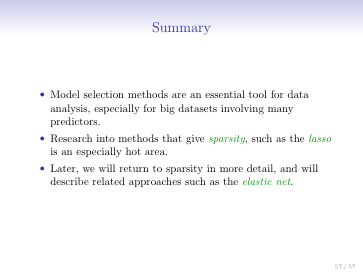 Summary
• Model selection methods are an essential tool for data
analysis, especially for big datasets involving many
predictors.
• Research into methods that give sparsity, such as the lasso
is an especially hot area.
• Later, we will return to sparsity in more detail, and will
describe related approaches such as the elastic net.
57 / 57